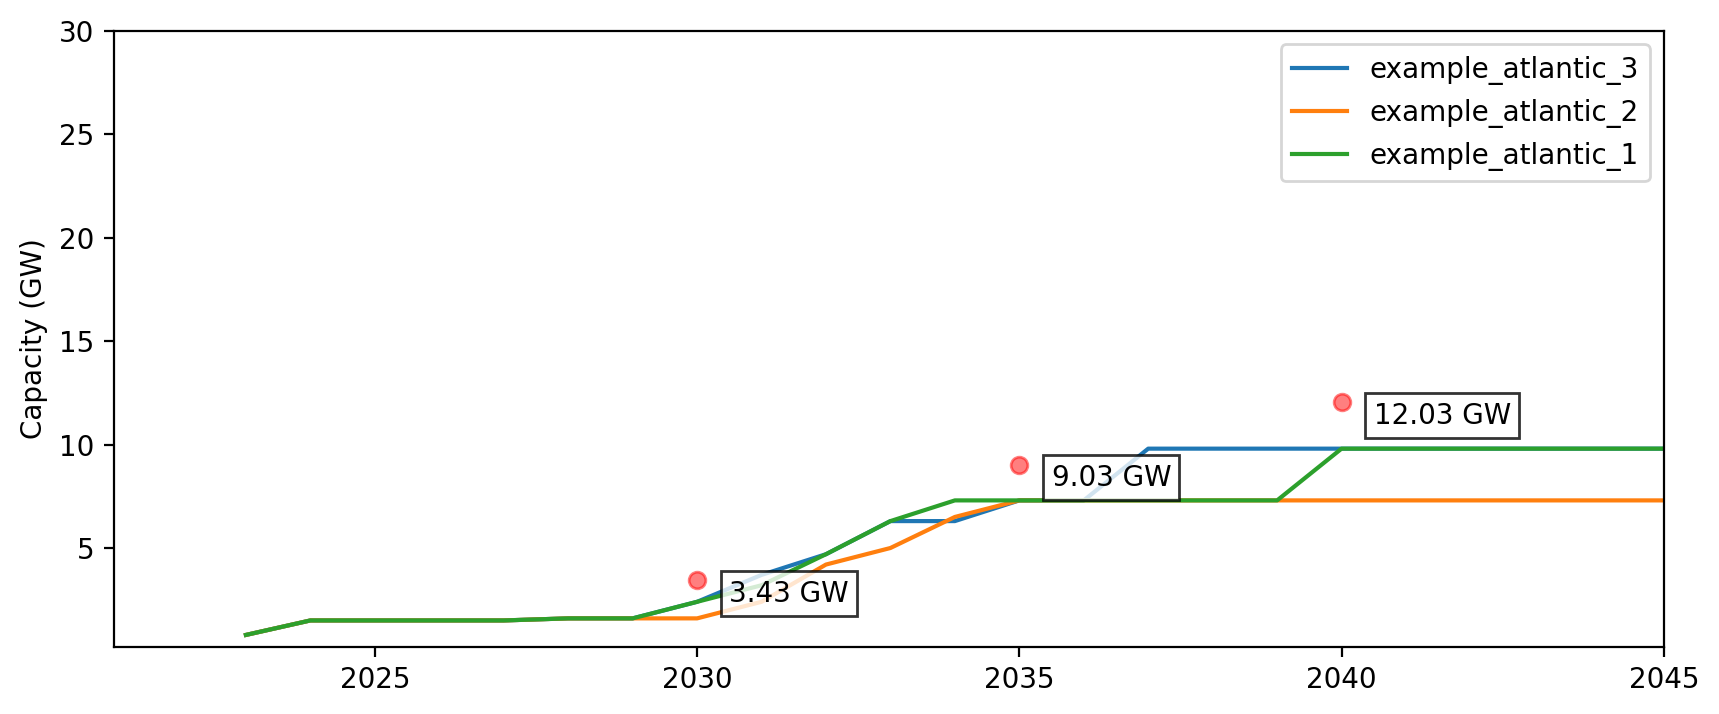 30
25
20
15
10
5
Capacity (GW)
example_atlantic_3
example_atlantic_2
example_atlantic_1
12.03 GW
9.03 GW
3.43 GW
2025 2030 2035 2040 2045